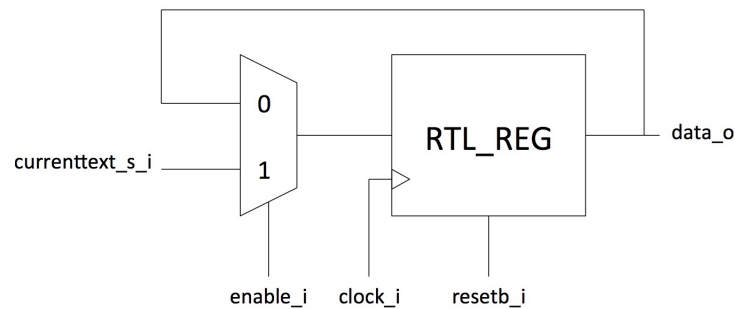 0
RTL_REG
data_o
currenttext_s_i
1
enable_i
clock_i
resetb_i